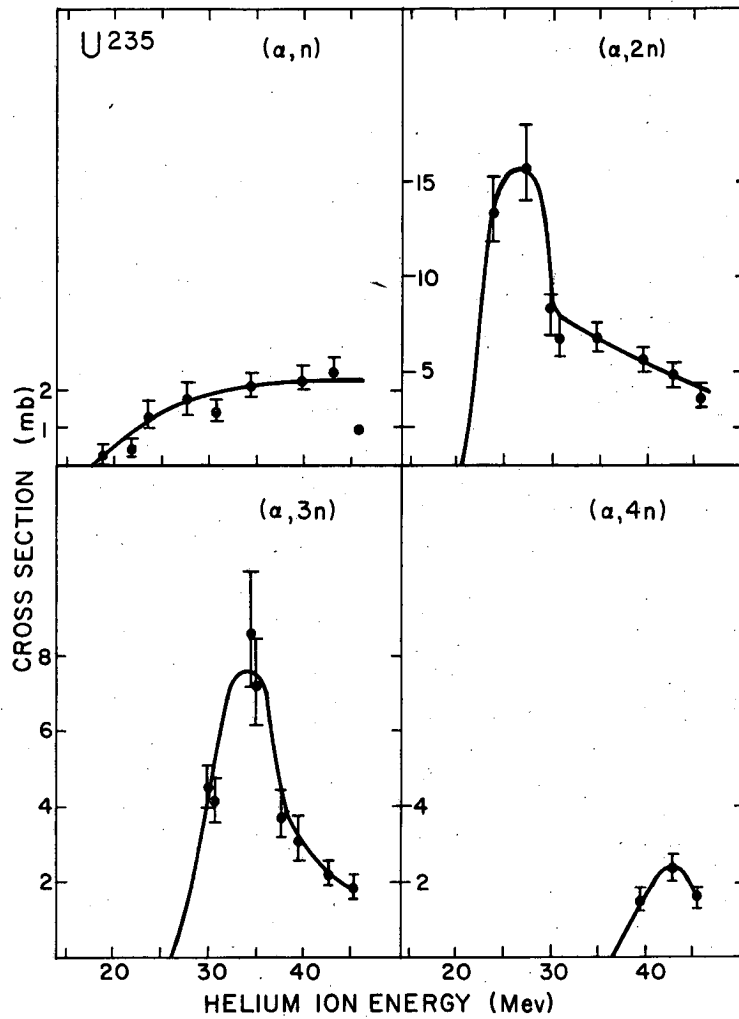 U²³⁵
(α,n)
(α,2n)
15
10
5
2
1
CROSS SECTION (mb)
(α,3n)
(α,4n)
8
6
4
2
4
2
20 30 40 20 30 40
HELIUM ION ENERGY (Mev)